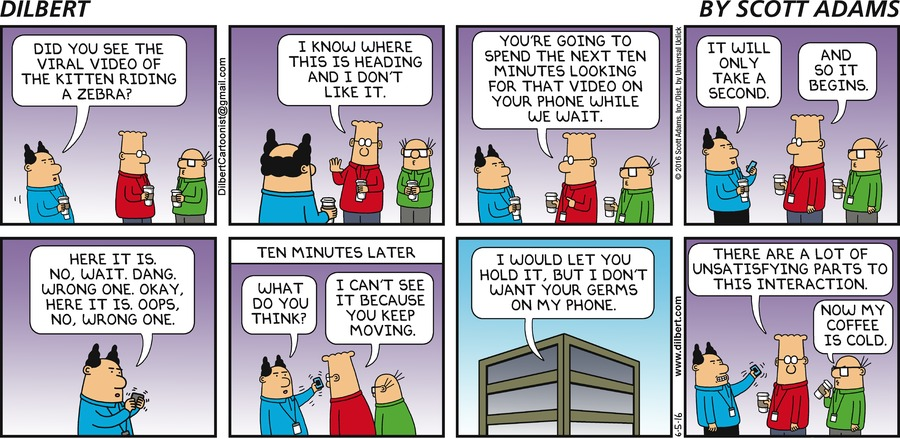 DILBERT
BY SCOTT ADAMS
DID YOU SEE THE
VIRAL VIDEO OF
THE KITTEN RIDING
A ZEBRA?
DilbertCartoonist@gmail.com
I KNOW WHERE
THIS IS HEADING
AND I DON'T
LIKE IT.
YOU'RE GOING TO
SPEND THE NEXT TEN
MINUTES LOOKING
FOR THAT VIDEO ON
YOUR PHONE WHILE
WE WAIT.
© 2016 Scott Adams, Inc./Dist. by Universal Uclick
IT WILL
ONLY
TAKE A
SECOND.
AND
SO IT
BEGINS.
HERE IT IS.
NO, WAIT. DANG.
WRONG ONE. OKAY,
HERE IT IS. OOPS,
NO, WRONG ONE.
TEN MINUTES LATER
WHAT
DO YOU
THINK?
I CAN'T SEE
IT BECAUSE
YOU KEEP
MOVING.
I WOULD LET YOU
HOLD IT, BUT I DON'T
WANT YOUR GERMS
ON MY PHONE.
6-5-16
www.dilbert.com
THERE ARE A LOT OF
UNSATISFYING PARTS TO
THIS INTERACTION.
NOW MY
COFFEE
IS COLD.